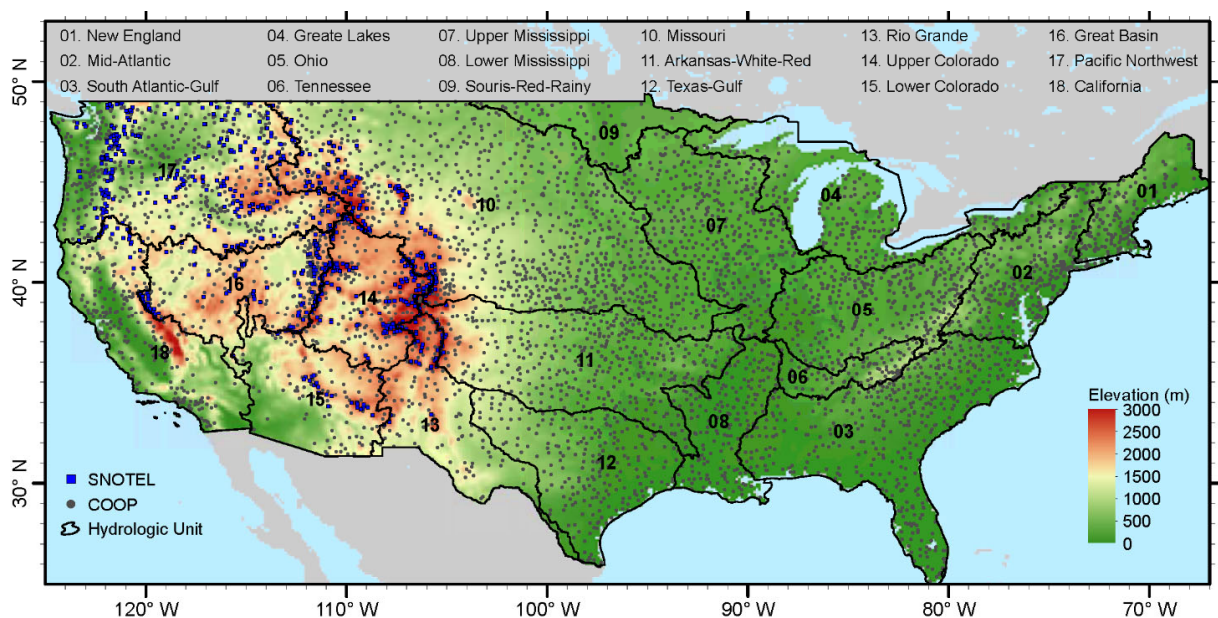 01. New England 04. Greate Lakes 07. Upper Mississippi 10. Missouri 13. Rio Grande 16. Great Basin
02. Mid-Atlantic 05. Ohio 08. Lower Mississippi 11. Arkansas-White-Red 14. Upper Colorado 17. Pacific Northwest
03. South Atlantic-Gulf 06. Tennessee 09. Souris-Red-Rainy 12. Texas-Gulf 15. Lower Colorado 18. California
50° N
40° N
30° N
09
17
04
01
10
07
02
16
14
05
18
11
15
06
13
08
03
12
SNOTEL
COOP
Hydrologic Unit
Elevation (m)
3000
2500
2000
1500
1000
500
0
120° W 110° W 100° W 90° W 80° W 70° W